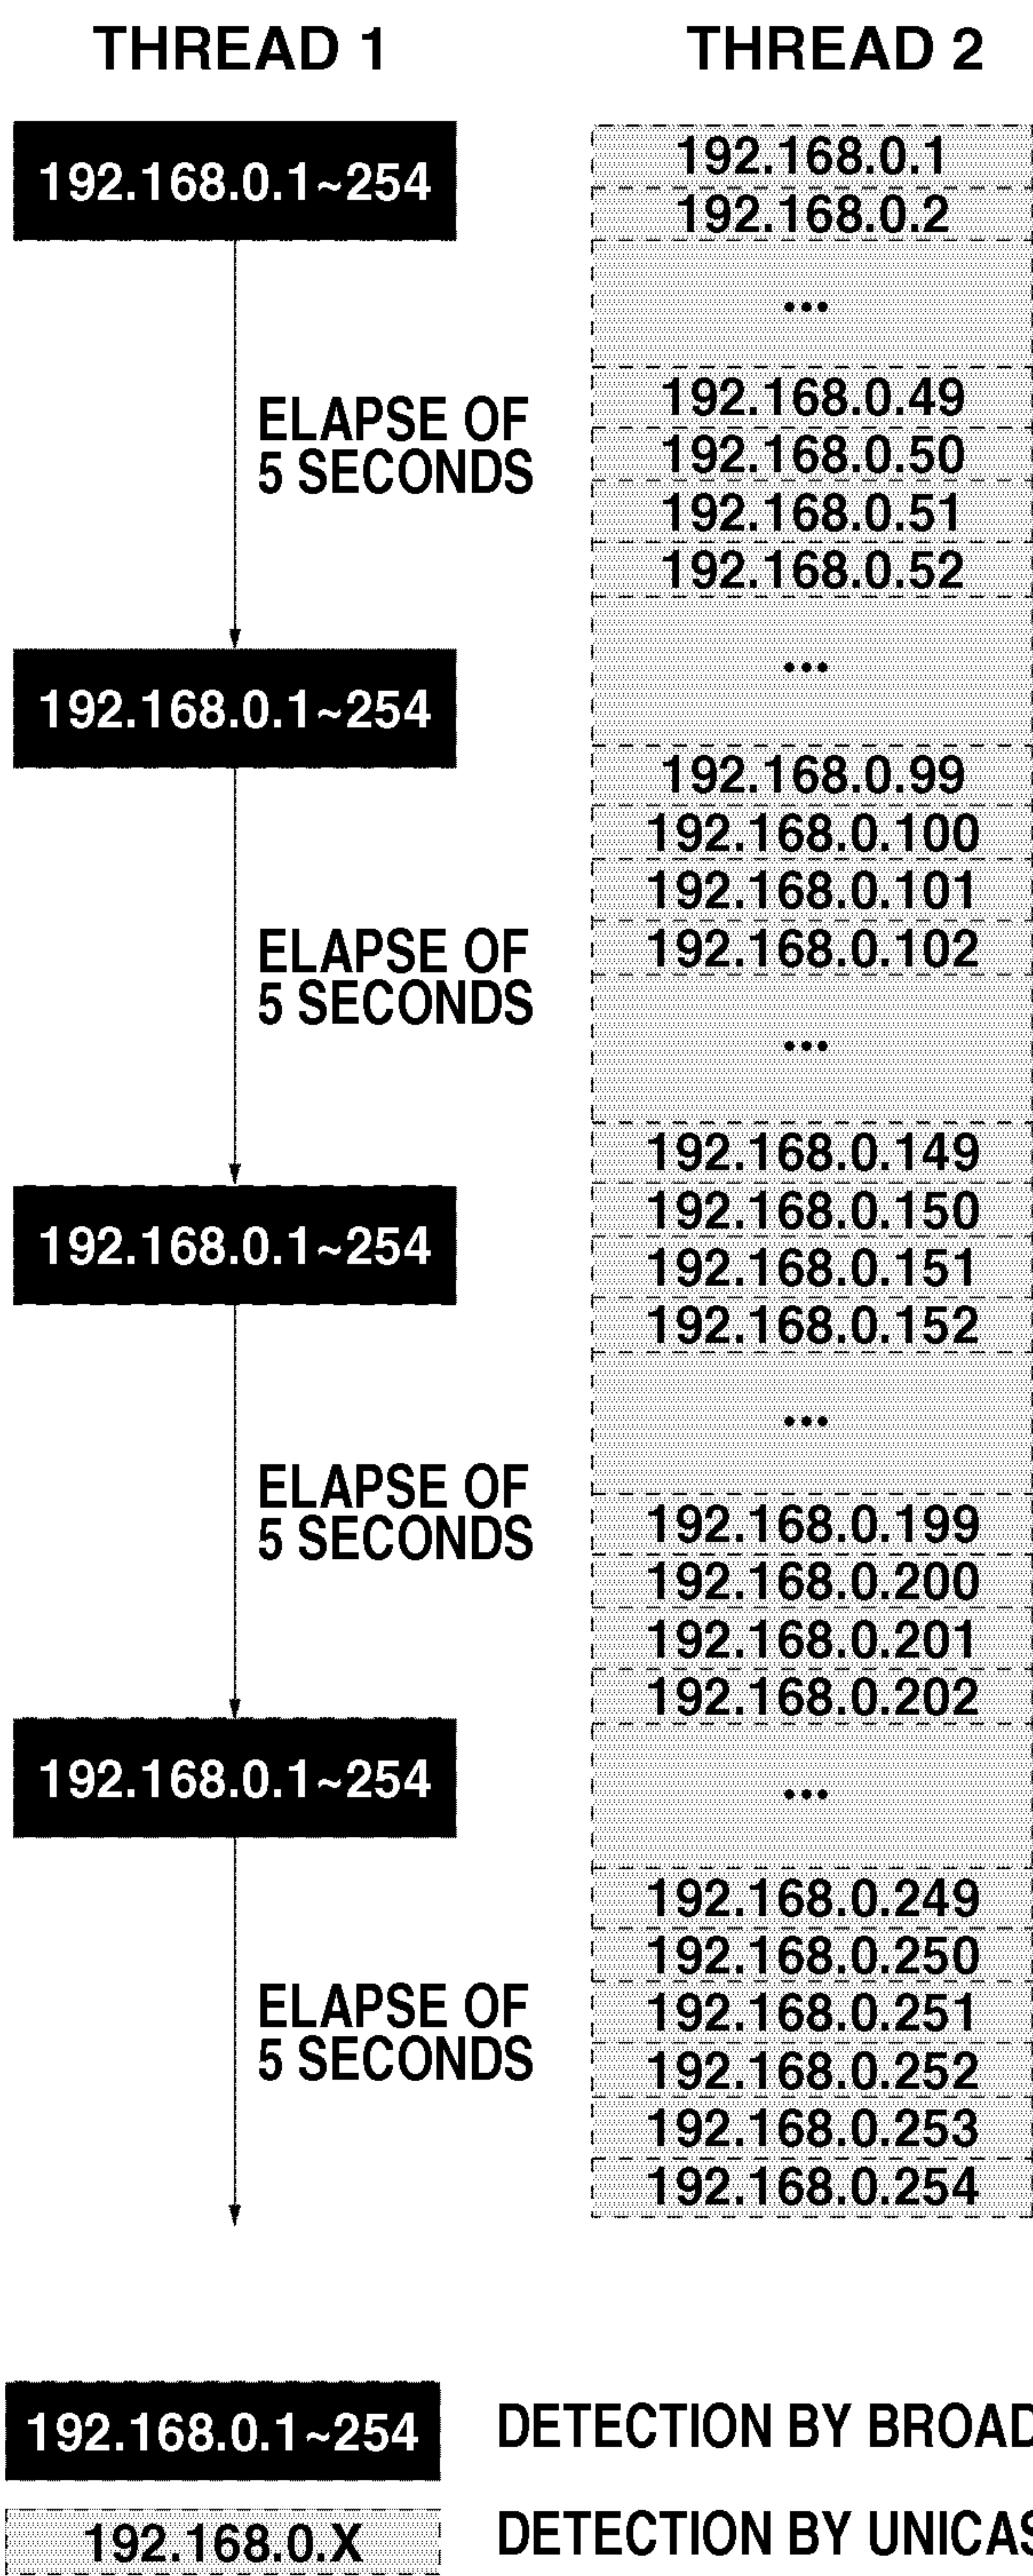 THREAD 1
192.168.0.1~254
ELAPSE OF
5 SECONDS
192.168.0.1~254
ELAPSE OF
5 SECONDS
192.168.0.1~254
ELAPSE OF
5 SECONDS
192.168.0.1~254
ELAPSE OF
5 SECONDS
THREAD 2
192.168.0.1
192.168.0.2
...
192.168.0.49
192.168.0.50
192.168.0.51
192.168.0.52
...
192.168.0.99
192.168.0.100
192.168.0.101
192.168.0.102
...
192.168.0.149
192.168.0.150
192.168.0.151
192.168.0.152
...
192.168.0.199
192.168.0.200
192.168.0.201
192.168.0.202
...
192.168.0.249
192.168.0.250
192.168.0.251
192.168.0.252
192.168.0.253
192.168.0.254
192.168.0.1~254 DETECTION BY
192.168.0.X DETECTION BY